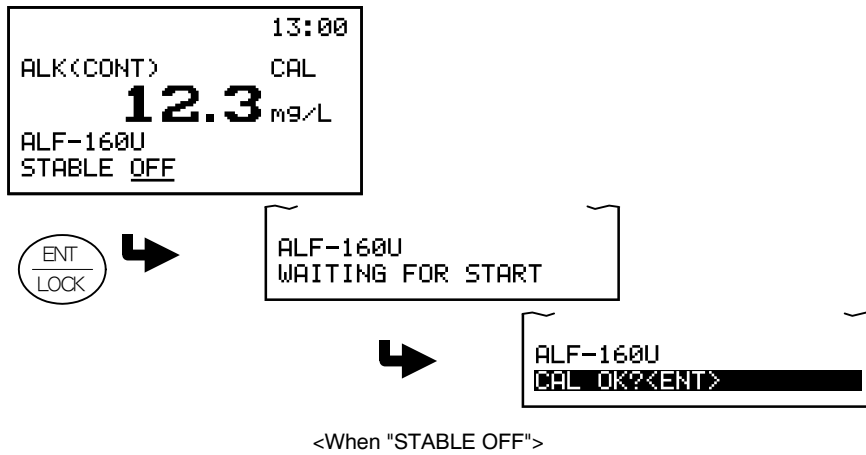 13:00
ALK(CONT) CAL
12.3 mg/L
ALF-160U
STABLE OFF
ENT
LOCK
ALF-160U
WAITING FOR START
ALF-160U
CAL OK?<ENT>
<When "STABLE OFF">